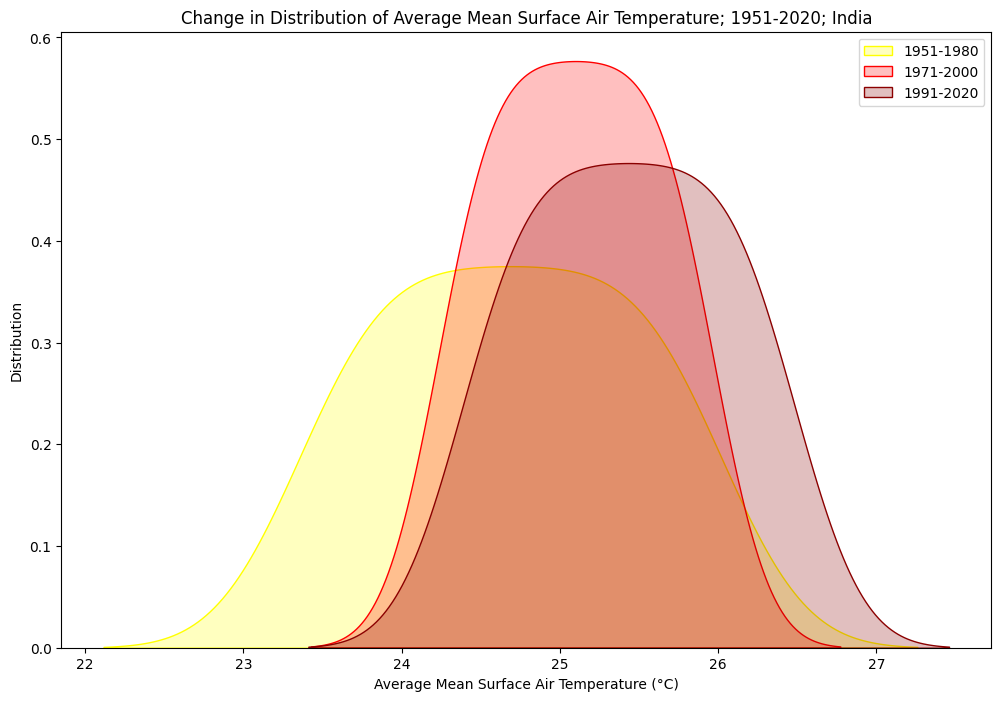 Change in Distribution of Average Mean Surface Air Temperature; 1951-2020; India
1951-1980
1971-2000
1991-2020
0.6
0.5
0.4
0.3
0.2
0.1
0.0
Distribution
22 23 24 25 26 27
Average Mean Surface Air Temperature (°C)